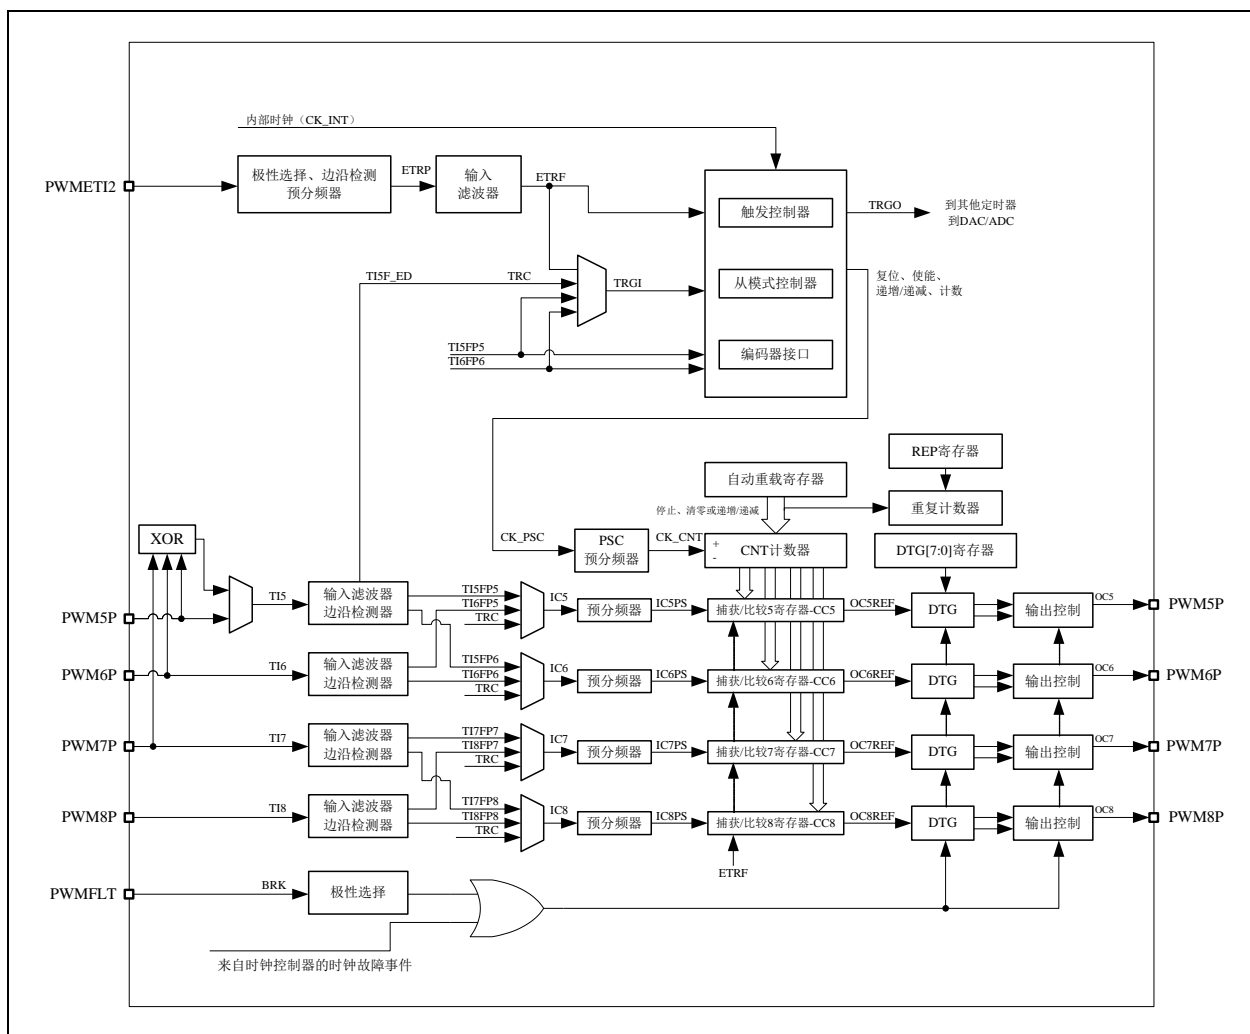 内部时钟（CK_INT）
PWMETI2
极性选择、边沿检测
预分频器
ETRP
输入
滤波器
ETRF
触发控制器
TRGO
到其他定时器
到DAC/ADC
TI5F_ED
TRC
TRGI
从模式控制器
复位、使能、
递增/递减、计数
TI5FP5
TI6FP6
编码器接口
REP寄存器
自动重载寄存器
停止、清零或递增/递减
重复计数器
XOR
CK_PSC
PSC
预分频器
CK_CNT
+
-
CNT计数器
DTG[7:0]寄存器
PWM5P
TI5
输入滤波器
边沿检测器
TI5FP5
TI6FP5
TRC
IC5
预分频器
IC5PS
捕获/比较5寄存器-CC5
OC5REF
DTG
输出控制
OC5
PWM5P
PWM6P
TI6
输入滤波器
边沿检测器
TI5FP6
TI6FP6
TRC
IC6
预分频器
IC6PS
捕获/比较6寄存器-CC6
OC6REF
DTG
输出控制
OC6
PWM6P
PWM7P
TI7
输入滤波器
边沿检测器
TI7FP7
TI8FP7
TRC
IC7
预分频器
IC7PS
捕获/比较7寄存器-CC7
OC7REF
DTG
输出控制
OC7
PWM7P
PWM8P
TI8
输入滤波器
边沿检测器
TI7FP8
TI8FP8
TRC
IC8
预分频器
IC8PS
捕获/比较8寄存器-CC8
OC8REF
DTG
输出控制
OC8
PWM8P
ETRF
PWMFLT
BRK
极性选择
来自时钟控制器的时钟故障事件